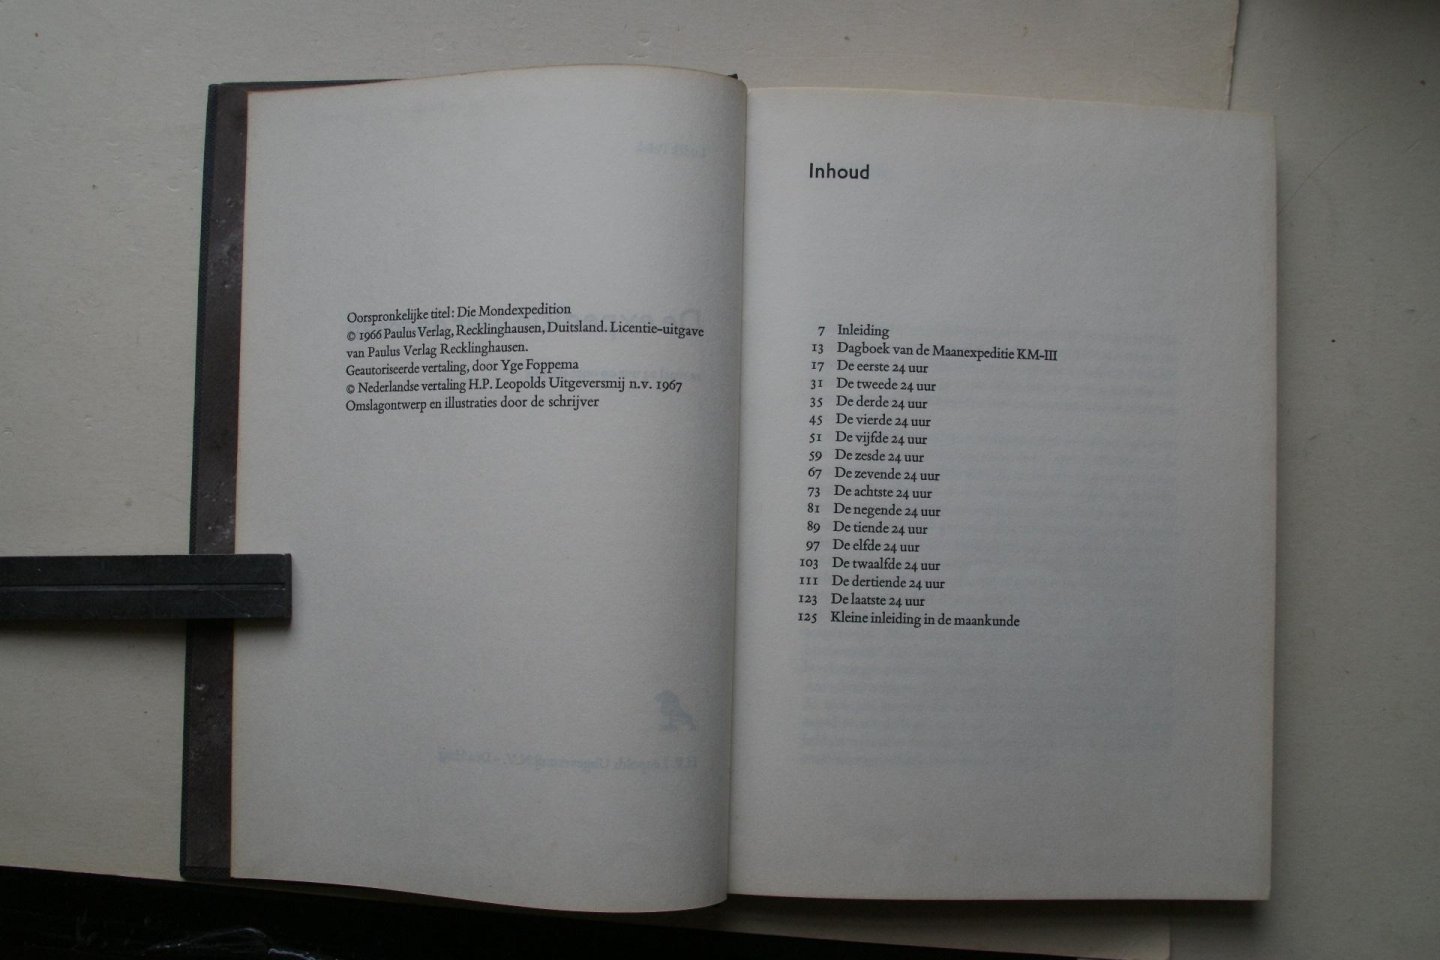 Oorspronkelijke titel: Die Mondexpedition
© 1966 Paulus Verlag, Recklinghausen, Duitsland. Licentie-uitgave
van Paulus Verlag Recklinghausen.
Geautoriseerde vertaling, door Yge Foppema
© Nederlandse vertaling H.P. Leopolds Uitgeversmij n.v. 1967
Omslagontwerp en illustraties door de schrijver
Inhoud
7 Inleiding
13 Dagboek van de Maanexpeditie KM-III
17 De eerste 24 uur
31 De tweede 24 uur
35 De derde 24 uur
45 De vierde 24 uur
51 De vijfde 24 uur
59 De zesde 24 uur
67 De zevende 24 uur
73 De achtste 24 uur
81 De negende 24 uur
89 De tiende 24 uur
97 De elfde 24 uur
103 De twaalfde 24 uur
111 De dertiende 24 uur
123 De laatste 24 uur
125 Kleine inleiding in de maankunde